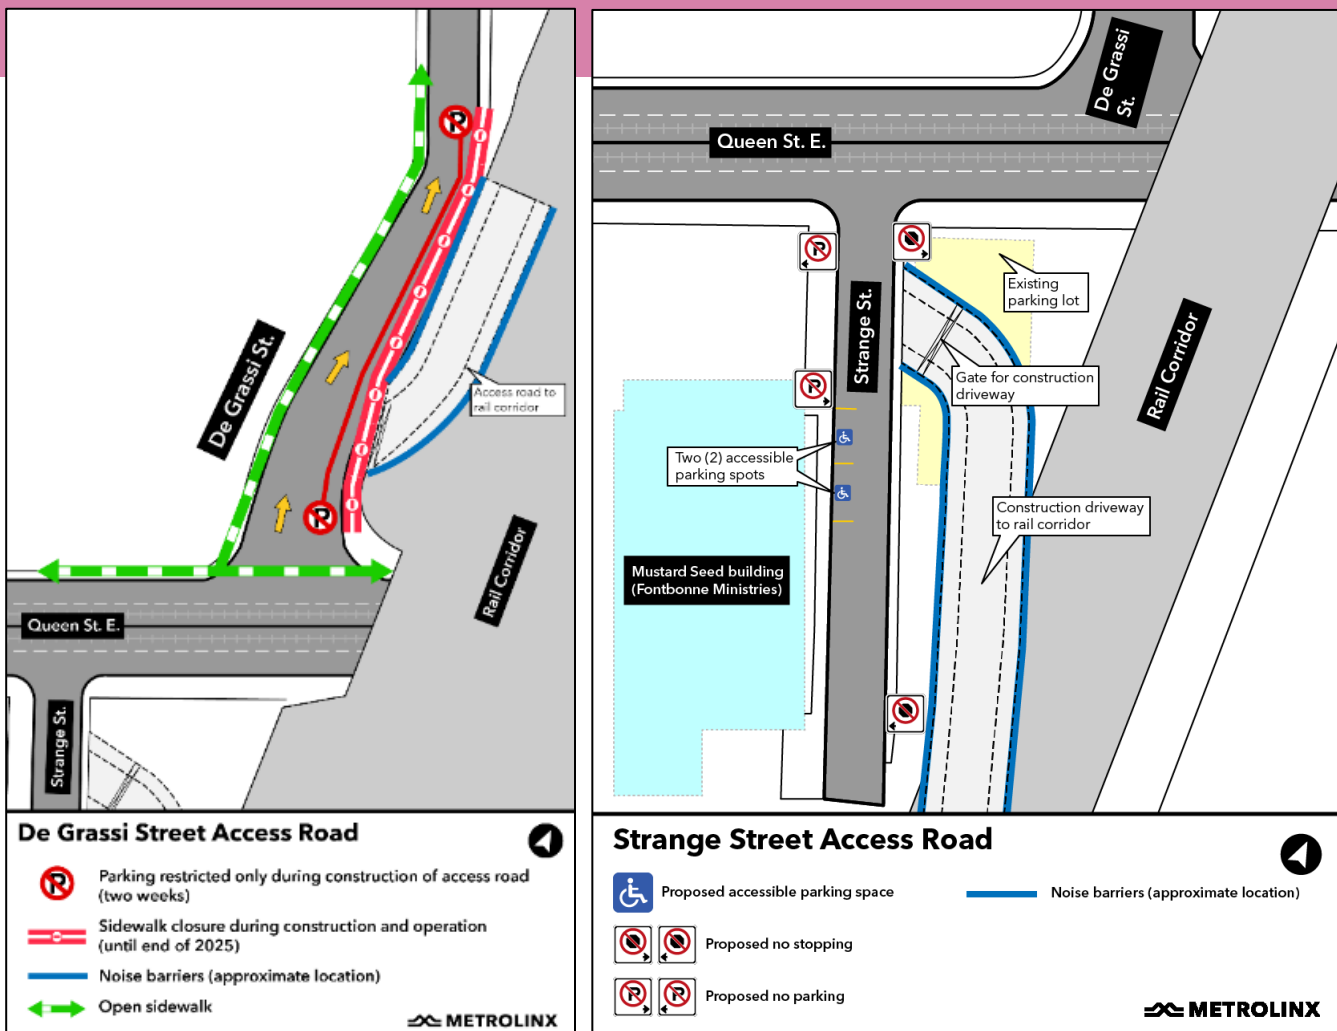 De Grassi St.
Access road to
rail corridor
Rail Corridor
Queen St. E.
Strange St.
De Grassi Street Access Road
P
Parking restricted only during construction of access road
(two weeks)
Sidewalk closure during construction and operation
(until end of 2025)
Noise barriers (approximate location)
Open sidewalk
METROLINX
De Grassi
St.
Queen St. E.
Existing
parking lot
Strange St.
Rail Corridor
Gate for construction
driveway
Two (2) accessible
parking spots
Construction driveway
to rail corridor
Mustard Seed building
(Fontbonne Ministries)
Strange Street Access Road
Proposed accessible parking space
Noise barriers (approximate location)
Proposed no stopping
P P
Proposed no parking
METROLINX